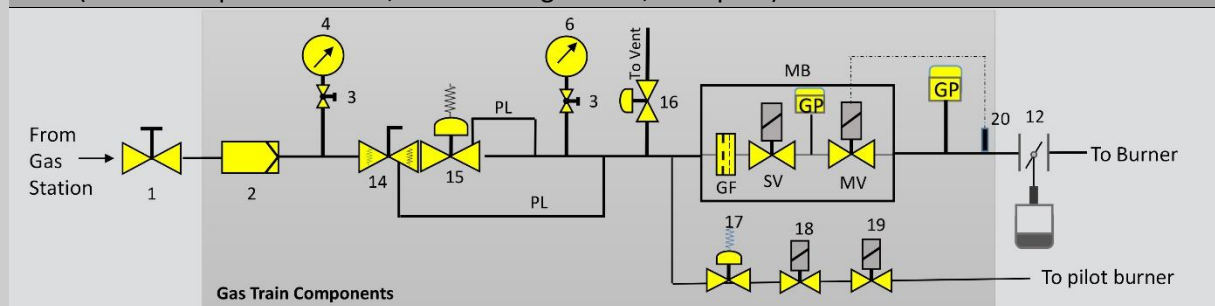 4
6
To Vent
MB
GP
GP
3
PL
3
16
20
12
From
Gas
Station
To Burner
1
2
14
15
GF
SV
MV
PL
17
18
19
To pilot burner
Gas Train Components